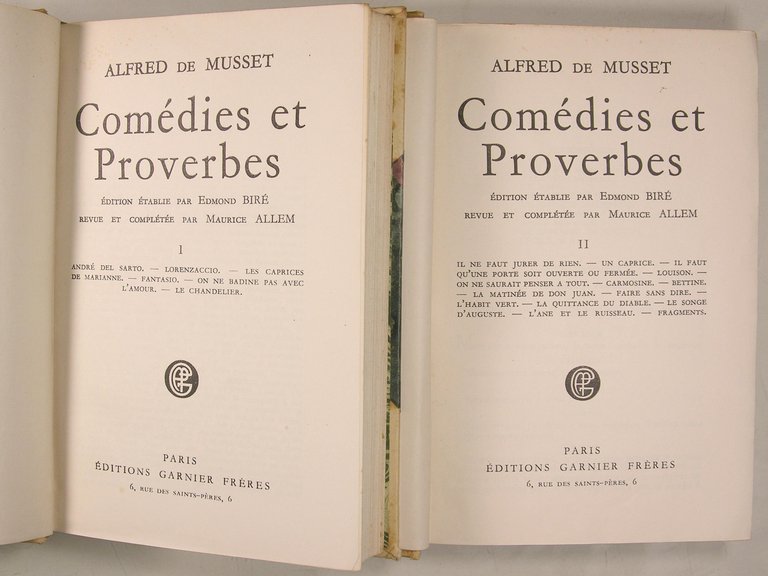 ALFRED DE MUSSET
Comédies et
Proverbes
ÉDITION ÉTABLIE PAR EDMOND BIRÉ
REVUE ET COMPLÉTÉE PAR MAURICE ALLEM
I
ANDRÉ DEL SARTO. — LORENZACCIO. — LES CAPRICES
DE MARIANNE. — FANTASIO. — ON NE BADINE PAS AVEC
L'AMOUR. — LE CHANDELIER.
PARIS
ÉDITIONS GARNIER FRÈRES
6, RUE DES SAINTS-PÈRES, 6
ALFRED DE MUSSET
Comédies et
Proverbes
ÉDITION ÉTABLIE PAR EDMOND BIRÉ
REVUE ET COMPLÉTÉE PAR MAURICE ALLEM
II
IL NE FAUT JURER DE RIEN. — UN CAPRICE. — IL FAUT
QU'UNE PORTE SOIT OUVERTE OU FERMÉE. — LOUISON. —
ON NE SAURAIT PENSER A TOUT. — CARMOSINE. — BETTINE.
— LA MATINÉE DE DON JUAN. — FAIRE SANS DIRE. —
L'HABIT VERT. — LA QUITTANCE DU DIABLE. — LE SONGE
D'AUGUSTE. — L'ANE ET LE RUISSEAU. — FRAGMENTS.
PARIS
ÉDITIONS GARNIER FRÈRES
6, RUE DES SAINTS-PÈRES, 6